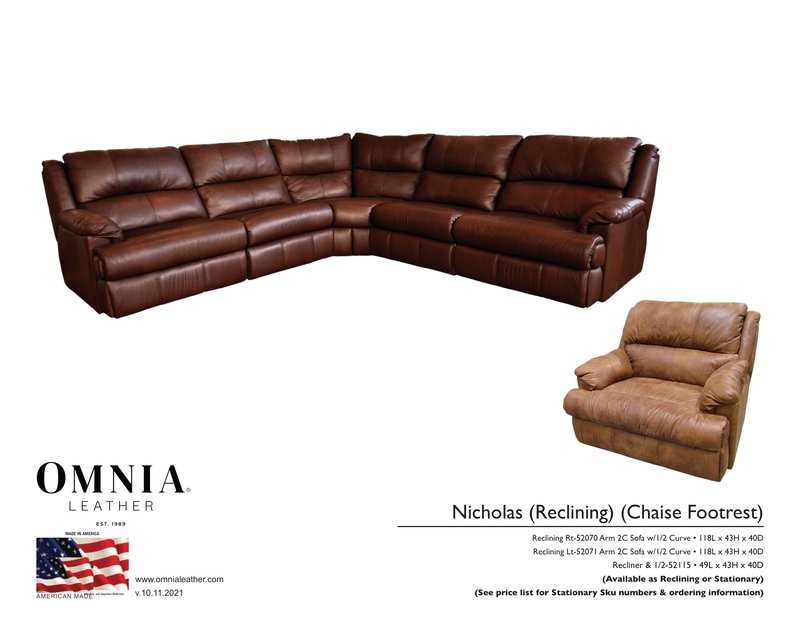 OMNIA®
LEATHER
EST. 1989
MADE IN AMERICA
AMERICAN MADE
www.omnialeather.com
v.10.11.2021
Nicholas (Reclining) (Chaise Footrest)
Reclining Rt-52070 Arm 2C Sofa w/1/2 Curve • 118L x 43H x 40D
Reclining Lt-52071 Arm 2C Sofa w/1/2 Curve • 118L x 43H x 40D
Recliner & 1/2-52115 • 49L x 43H x 40D
(Available as Reclining or Stationary)
(See price list for Stationary Sku numbers & ordering information)